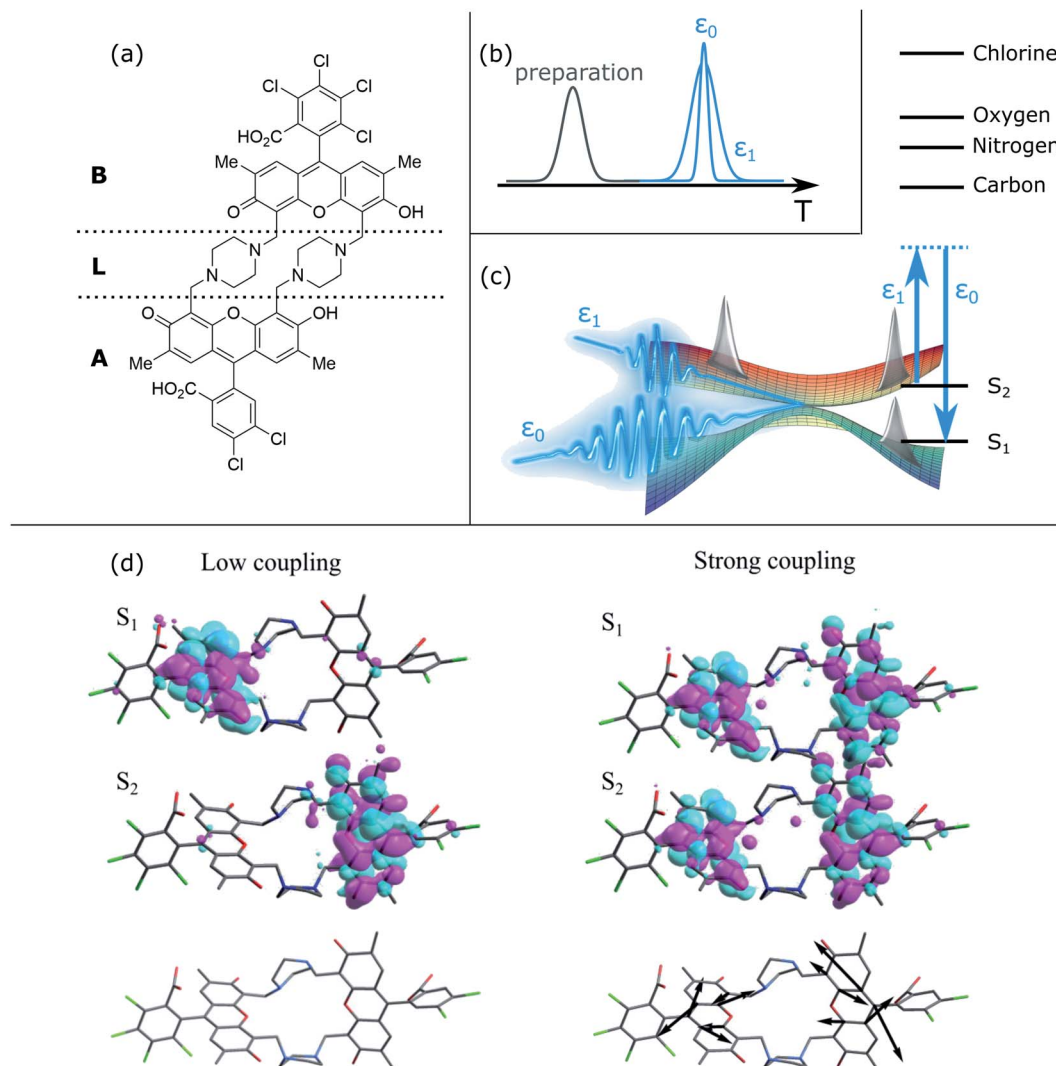 (a)
Cl
Cl
Cl
HO₂C
Cl
B
Me
Me
O
O
OH
L
N
N
N
N
A
O
O
OH
Me
Me
HO₂C
Cl
Cl
(b)
preparation
ε₀
ε₁
T
Chlorine
Oxygen
Nitrogen
Carbon
(c)
ε₁
ε₀
ε₁
ε₀
S₂
S₁
(d)
Low coupling
Strong coupling
S₁
S₁
S₂
S₂